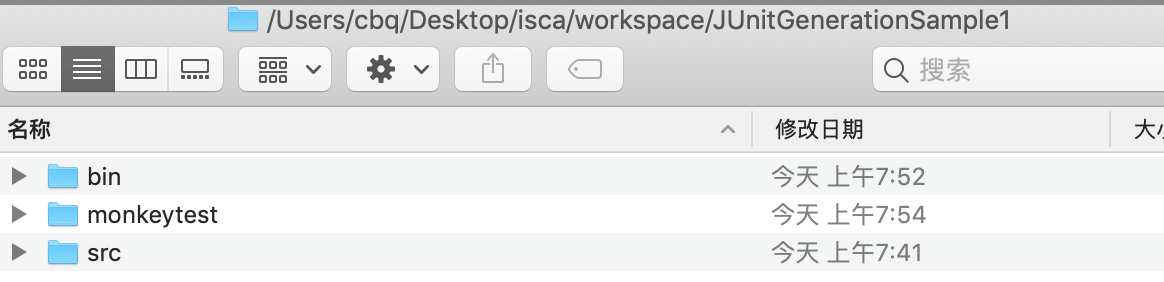 /Users/cbq/Desktop/isca/workspace/JUnitGenerationSample1
搜索
名称 修改日期 大小
bin 今天 上午7:52
monkeytest 今天 上午7:54
src 今天 上午7:41